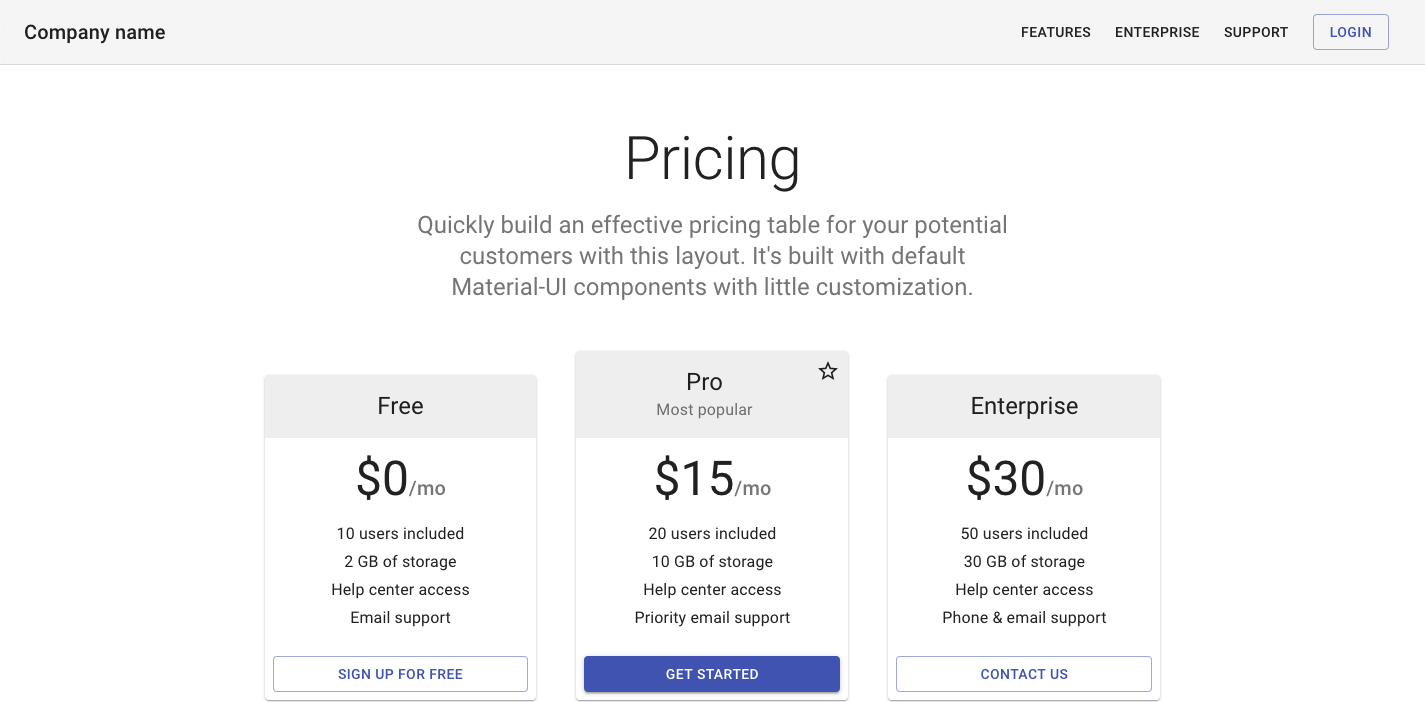 Company name
FEATURES ENTERPRISE SUPPORT LOGIN
Pricing
Quickly build an effective pricing table for your potential
customers with this layout. It's built with default
Material-UI components with little customization.
Free
$0/mo
10 users included
2 GB of storage
Help center access
Email support
SIGN UP FOR FREE
Pro
Most popular
$15/mo
20 users included
10 GB of storage
Help center access
Priority email support
GET STARTED
Enterprise
$30/mo
50 users included
30 GB of storage
Help center access
Phone & email support
CONTACT US